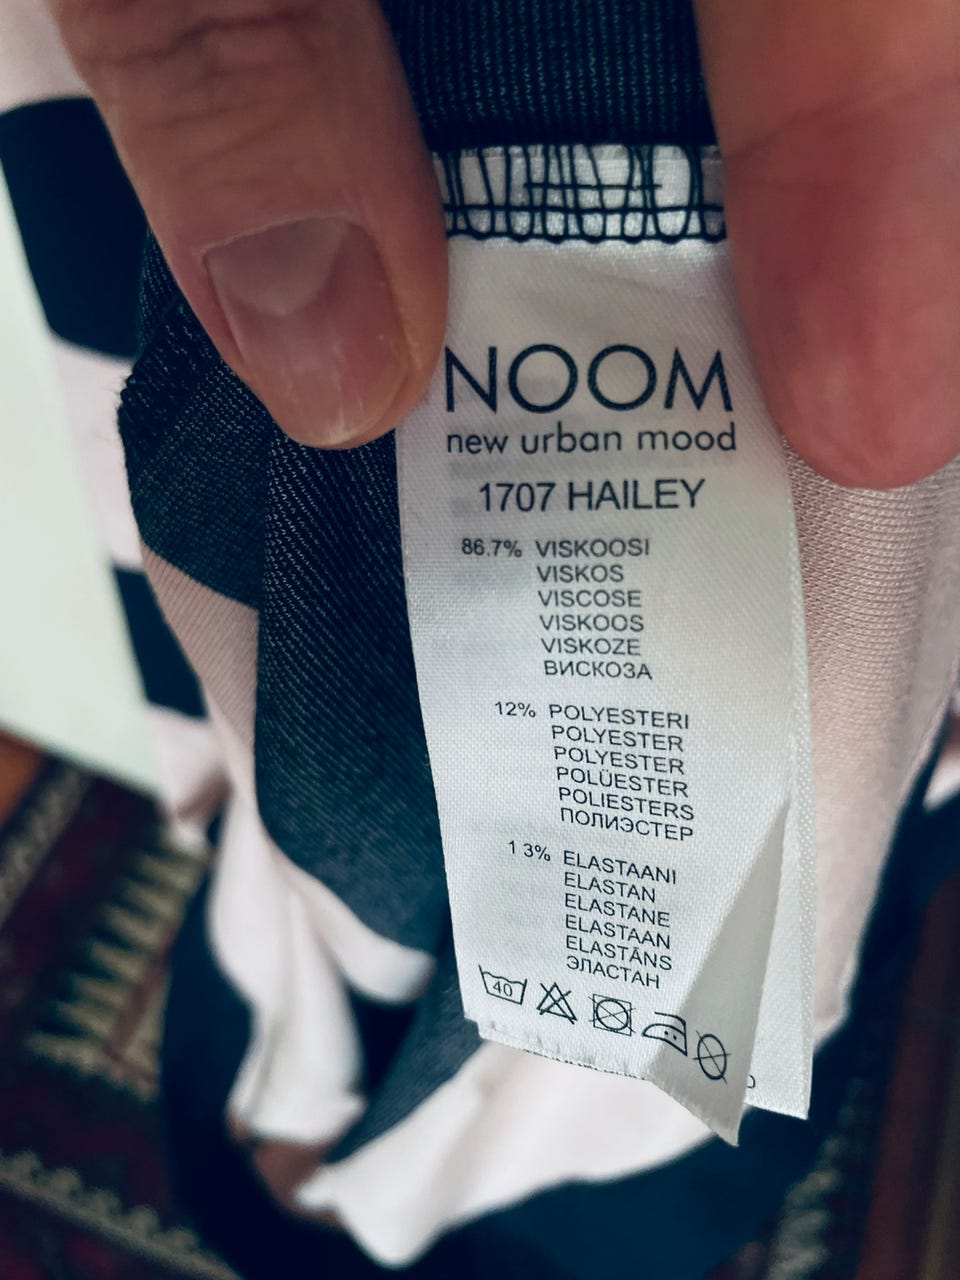 NOOM
new urban mood
1707 HAILEY
86.7% VISKOOSI
VISKOS
VISCOSE
VISKOOS
VISKOZE
ВИСКОЗА
12% POLYESTERI
POLYESTER
POLYESTER
POLÜESTER
POLIESTERS
ПОЛИЭСТЕР
1 3% ELASTAANI
ELASTAN
ELASTANE
ELASTAAN
ELASTĀNS
ЭЛАСТАН
40